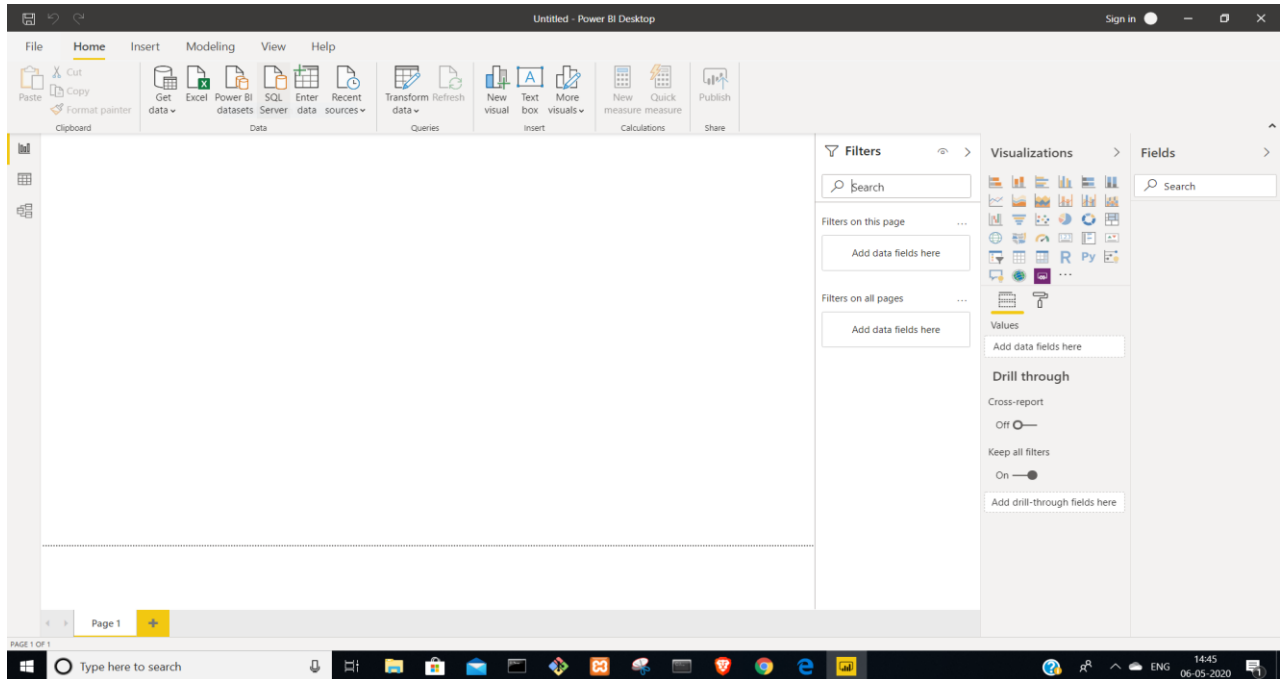 Untitled - Power BI Desktop
Sign in
File Home Insert Modeling View Help
Paste
Cut
Copy
Format painter
Clipboard
Get data
Excel
Power BI datasets
SQL Server
Enter data
Recent sources
Data
Transform data
Refresh
Queries
New visual
Text box
More visuals
Insert
New measure
Quick measure
Calculations
Publish
Share
Filters
Search
Filters on this page ...
Add data fields here
Filters on all pages ...
Add data fields here
Visualizations
R Py
...
Values
Add data fields here
Drill through
Cross-report
Off
Keep all filters
On
Add drill-through fields here
Fields
Search
Page 1
PAGE 1 OF 1
Type here to search
ENG
14:45
06-05-2020